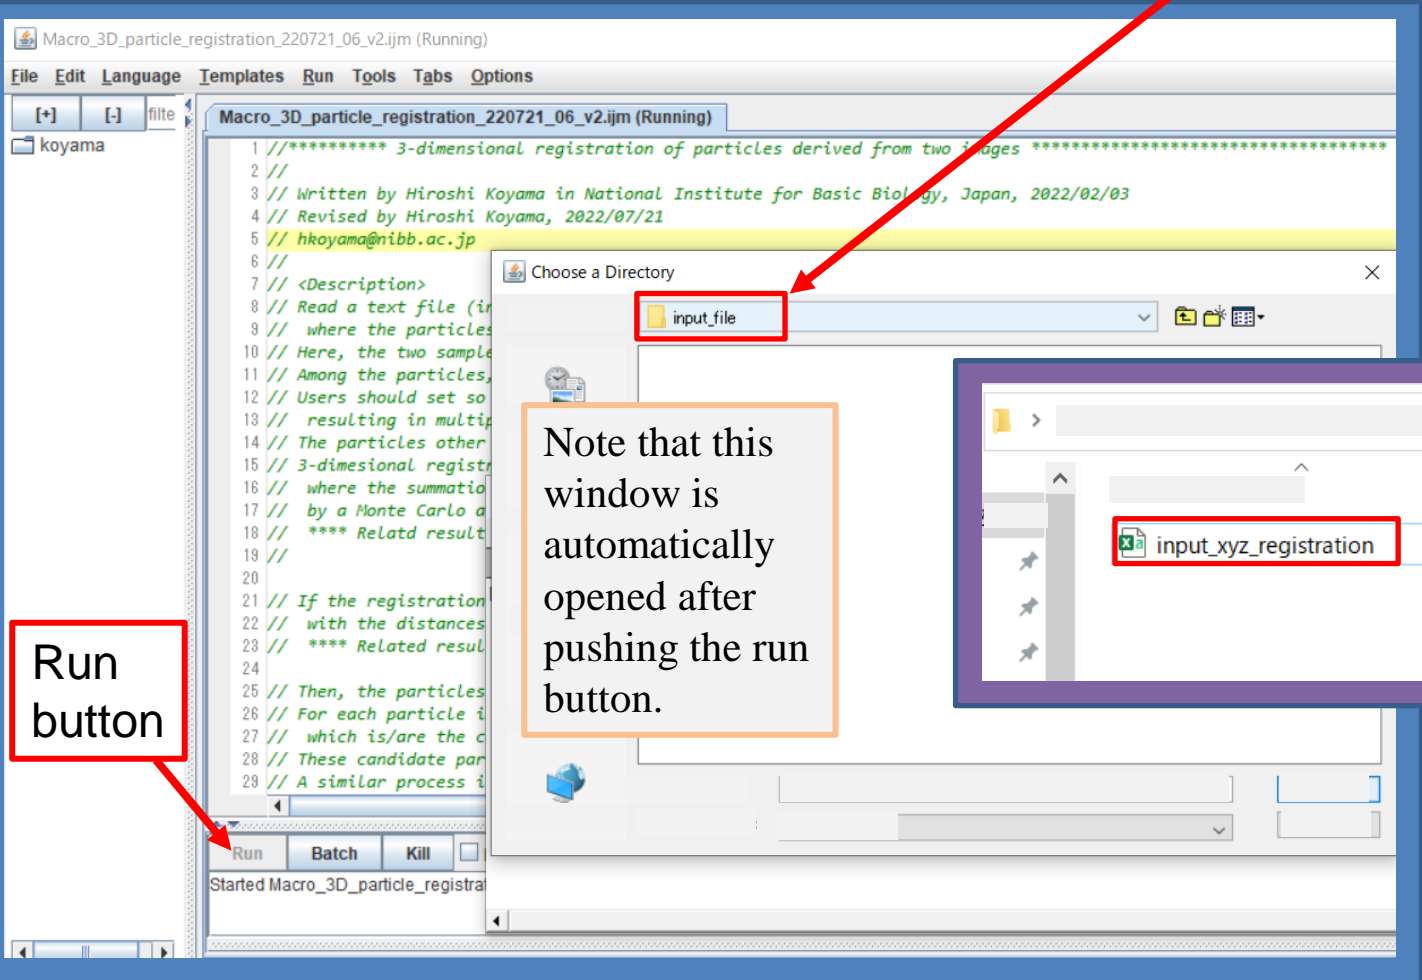 Macro_3D_particle_registration_220721_06_v2.ijm (Running)
File Edit Language Templates Run Tools Tabs Options
[+] [-] filte
koyama
Macro_3D_particle_registration_220721_06_v2.ijm (Running)
1 //********** 3-dimensional registration of particles derived from two images ************************************
2 //
3 // Written by Hiroshi Koyama in National Institute for Basic Biology, Japan, 2022/02/03
4 // Revised by Hiroshi Koyama, 2022/07/21
5 // hkoyama@nibb.ac.jp
6 //
7 // <Description>
8 // Read a text file (in
9 // where the particles
10 // Here, the two sample
11 // Among the particles,
12 // Users should set so
13 // resulting in multip
14 // The particles other
15 // 3-dimesional registr
16 // where the summatio
17 // by a Monte Carlo a
18 // **** Relatd result
19 //
20
21 // If the registration
22 // with the distances
23 // **** Related resul
24
25 // Then, the particles
26 // For each particle i
27 // which is/are the c
28 // These candidate par
29 // A similar process i
Run
button
Run Batch Kill
Started Macro_3D_particle_registrat
Choose a Directory
input_file
Note that this
window is
automatically
opened after
pushing the run
button.
input_xyz_registration